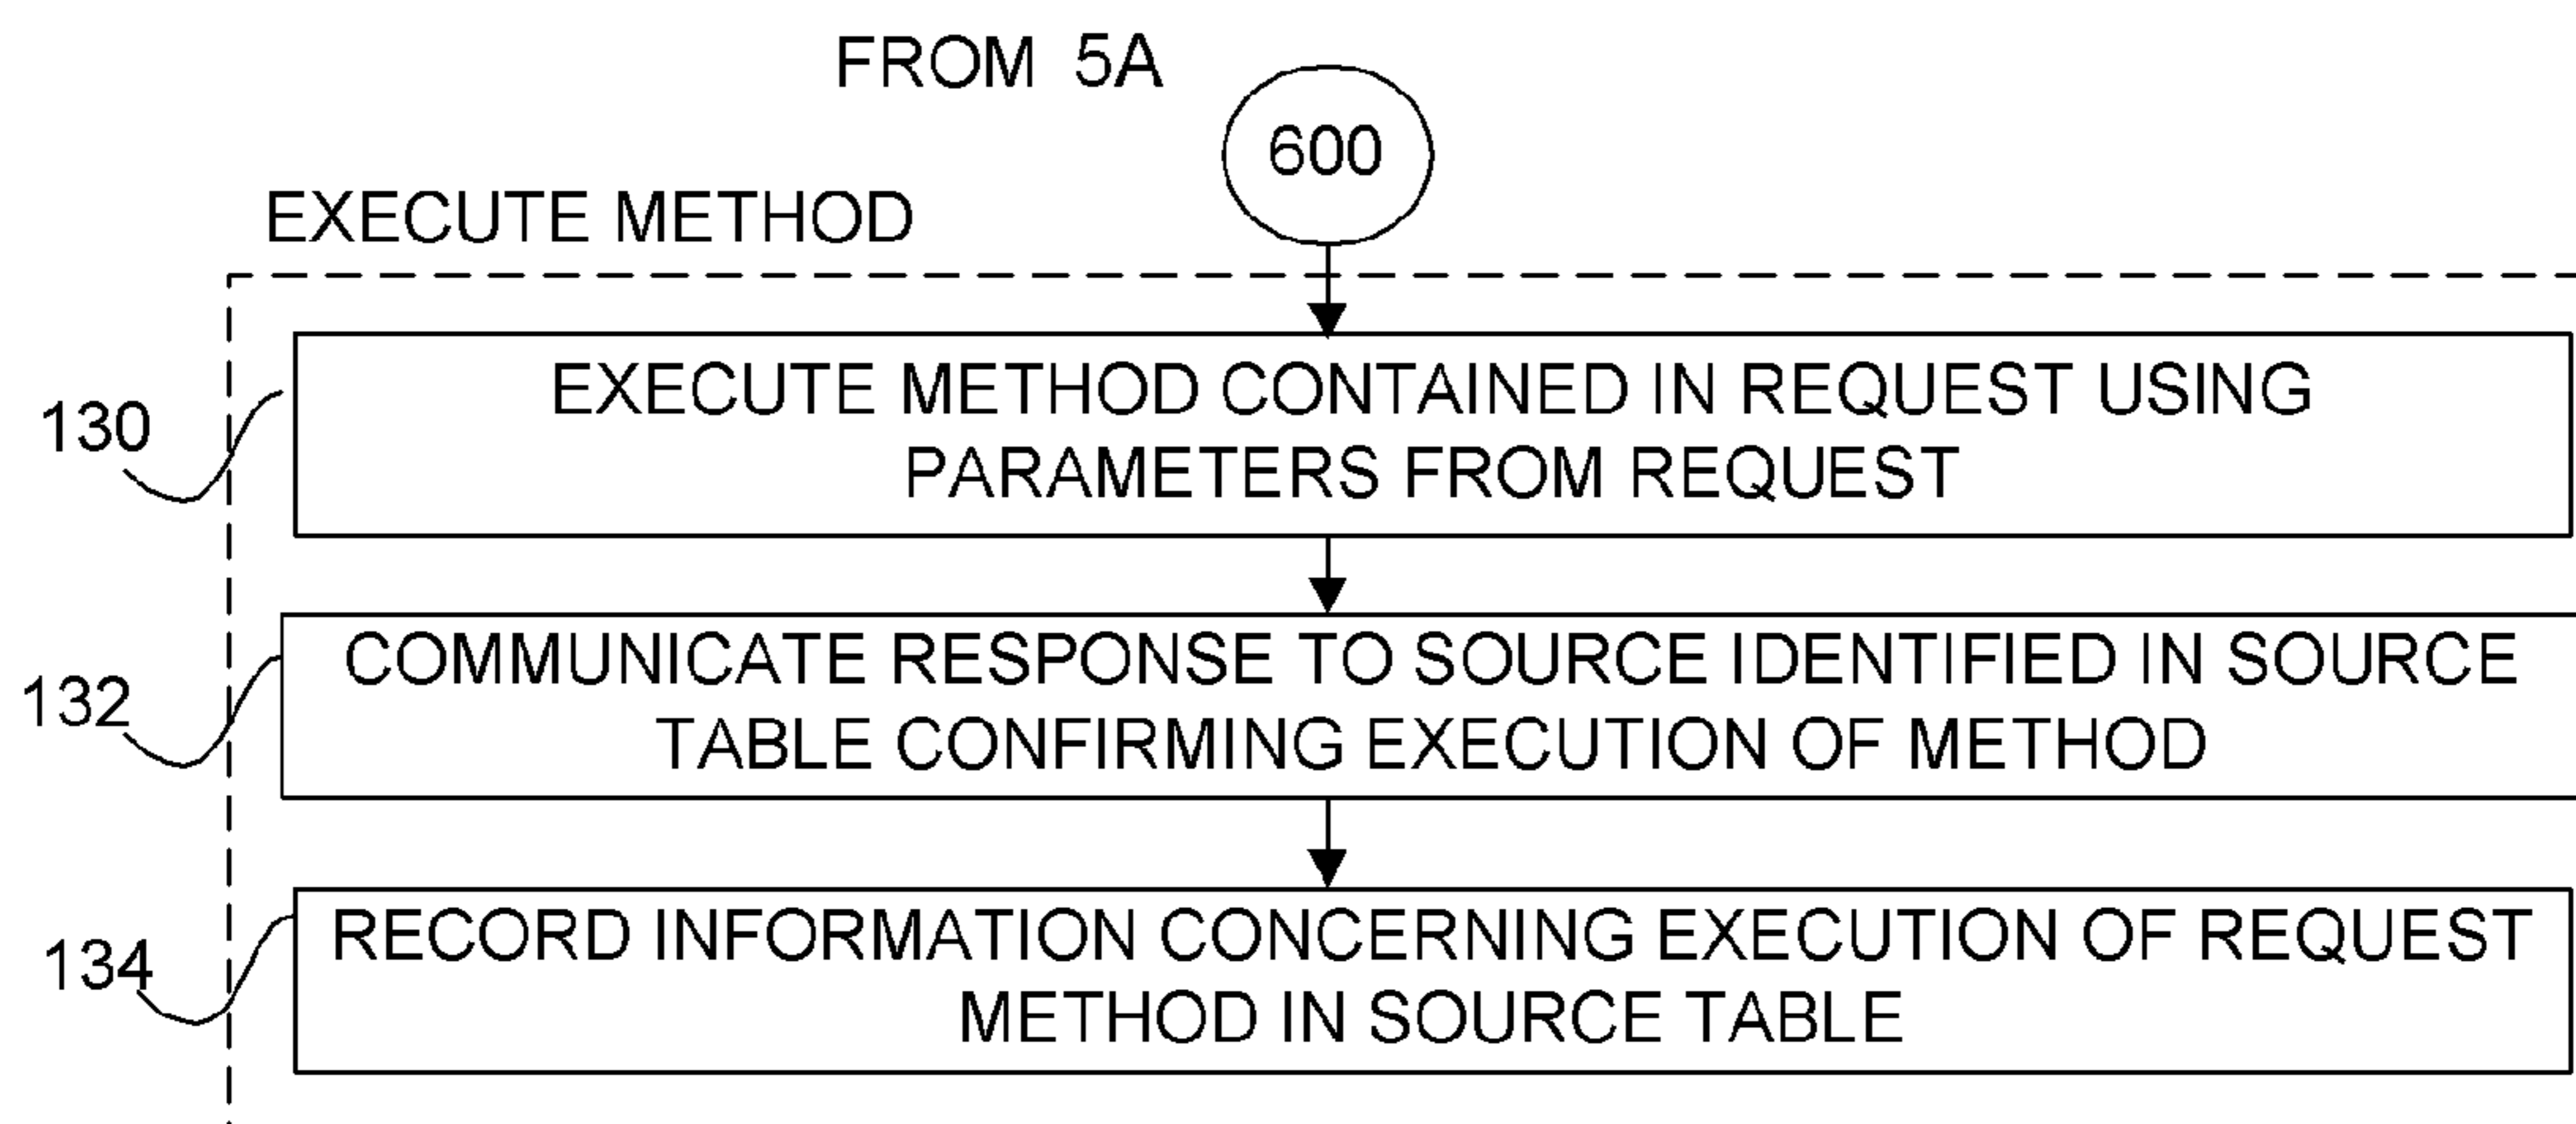 FROM 5A
600
EXECUTE METHOD
130
EXECUTE METHOD CONTAINED IN REQUEST USING
PARAMETERS FROM REQUEST
132
COMMUNICATE RESPONSE TO SOURCE IDENTIFIED IN SOURCE
TABLE CONFIRMING EXECUTION OF METHOD
134
RECORD INFORMATION CONCERNING EXECUTION OF REQUEST
METHOD IN SOURCE TABLE